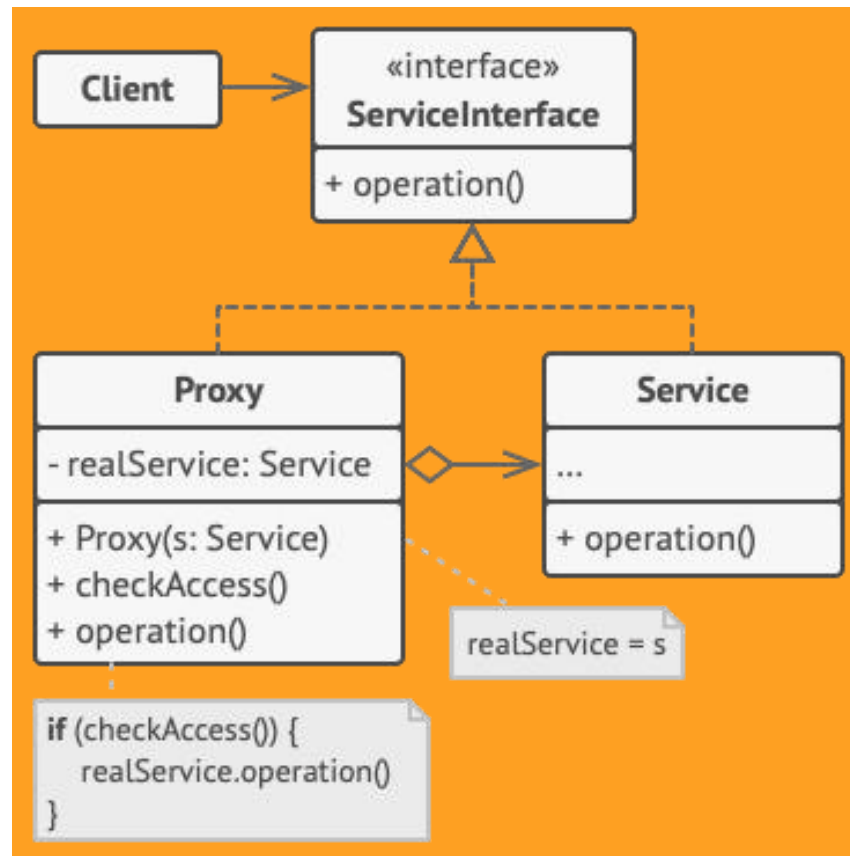 Client
«interface»
ServiceInterface
+ operation()
Proxy
- realService: Service
+ Proxy(s: Service)
+ checkAccess()
+ operation()
Service
...
+ operation()
realService = s
if (checkAccess()) {
realService.operation()
}